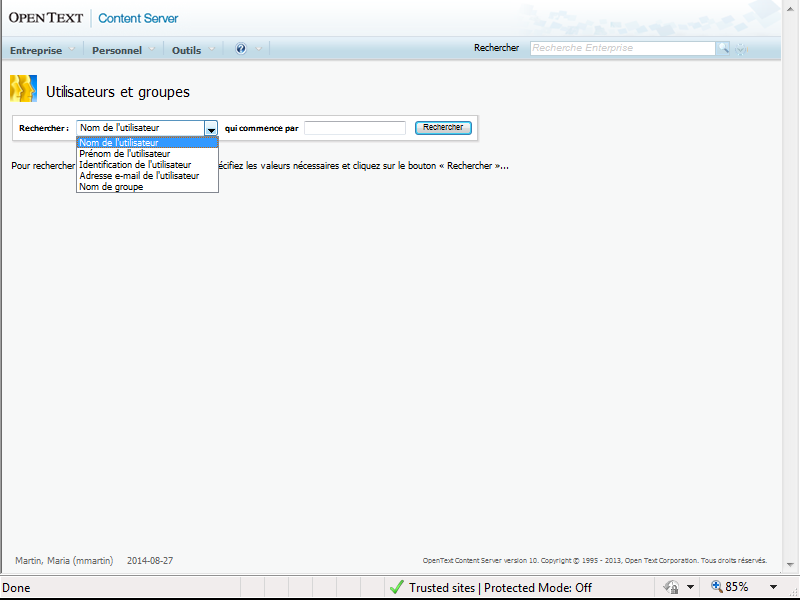 OPEN TEXT | Content Server
Entreprise Personnel Outils Rechercher Recherche Entreprise
Utilisateurs et groupes
Rechercher : Nom de l'utilisateur qui commence par Rechercher
Nom de l'utilisateur
Prénom de l'utilisateur
Pour rechercher écifiez les valeurs nécessaires et cliquez sur le bouton « Rechercher »...
Identification de l'utilisateur
Adresse e-mail de l'utilisateur
Nom de groupe
Martin, Maria (mmartin) 2014-08-27 OpenText Content Server version 10. Copyright © 1995 - 2013, Open Text Corporation. Tous droits réservés.
Done Trusted sites | Protected Mode: Off 85%